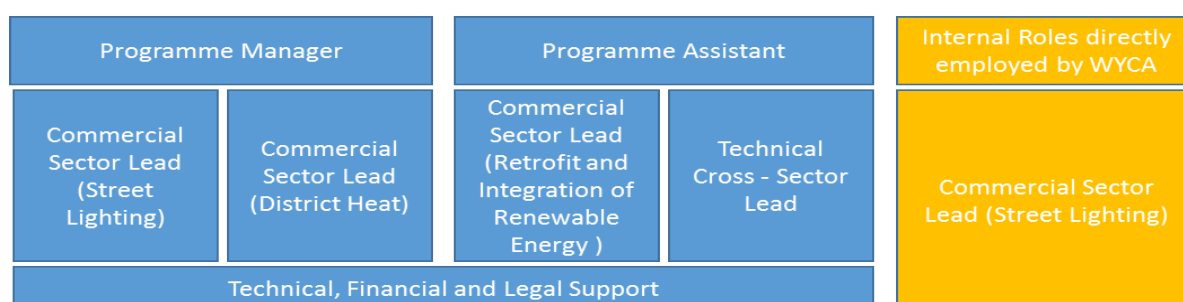 Programme Manager
Programme Assistant
Internal Roles directly
employed by WYCA
Commercial
Sector Lead
(Street
Lighting)
Commercial
Sector Lead
(District Heat)
Commercial
Sector Lead
(Retrofit and
Integration of
Renewable
Energy )
Technical
Cross - Sector
Lead
Commercial Sector
Lead (Street Lighting)
Technical, Financial and Legal Support